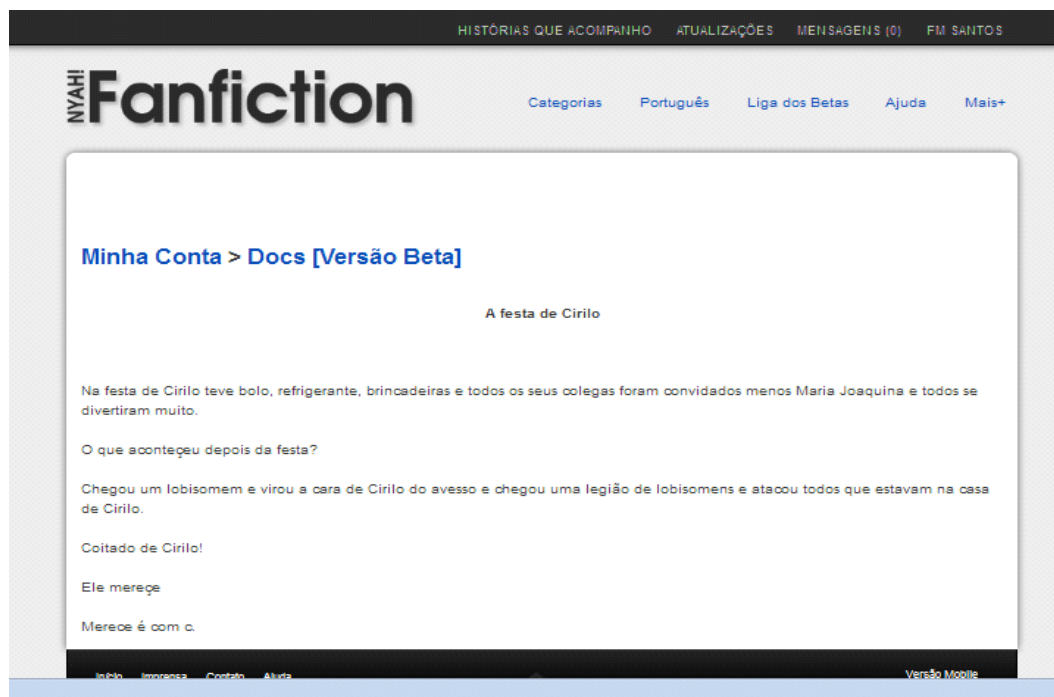 HISTÓRIAS QUE ACOMPANHO ATUALIZAÇÕES MENSAGENS (0) FM SANTOS
NYAH! Fanfiction
Categorias Português Liga dos Betas Ajuda Mais+
Minha Conta > Docs [Versão Beta]
A festa de Cirilo
Na festa de Cirilo teve bolo, refrigerante, brincadeiras e todos os seus colegas foram convidados menos Maria Joaquina e todos se
divertiram muito.
O que aconteçeu depois da festa?
Chegou um lobisomem e virou a cara de Cirilo do avesso e chegou uma legião de lobisomens e atacou todos que estavam na casa
de Cirilo.
Coitado de Cirilo!
Ele mereçe
Merece é com c.
Início Imprensa Contato Ajuda Versão Mobile